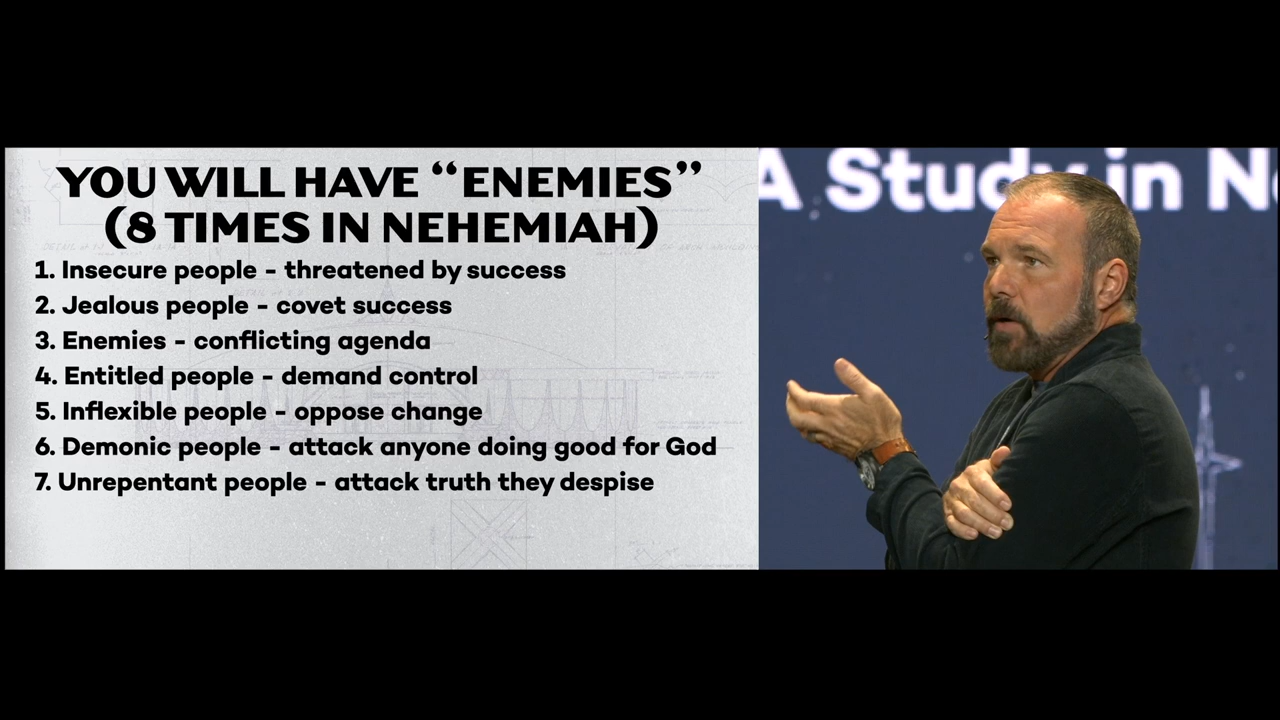 YOU WILL HAVE “ENEMIES”
(8 TIMES IN NEHEMIAH)
1. Insecure people - threatened by success
2. Jealous people - covet success
3. Enemies - conflicting agenda
4. Entitled people - demand control
5. Inflexible people - oppose change
6. Demonic people - attack anyone doing good for God
7. Unrepentant people - attack truth they despise
A Study in